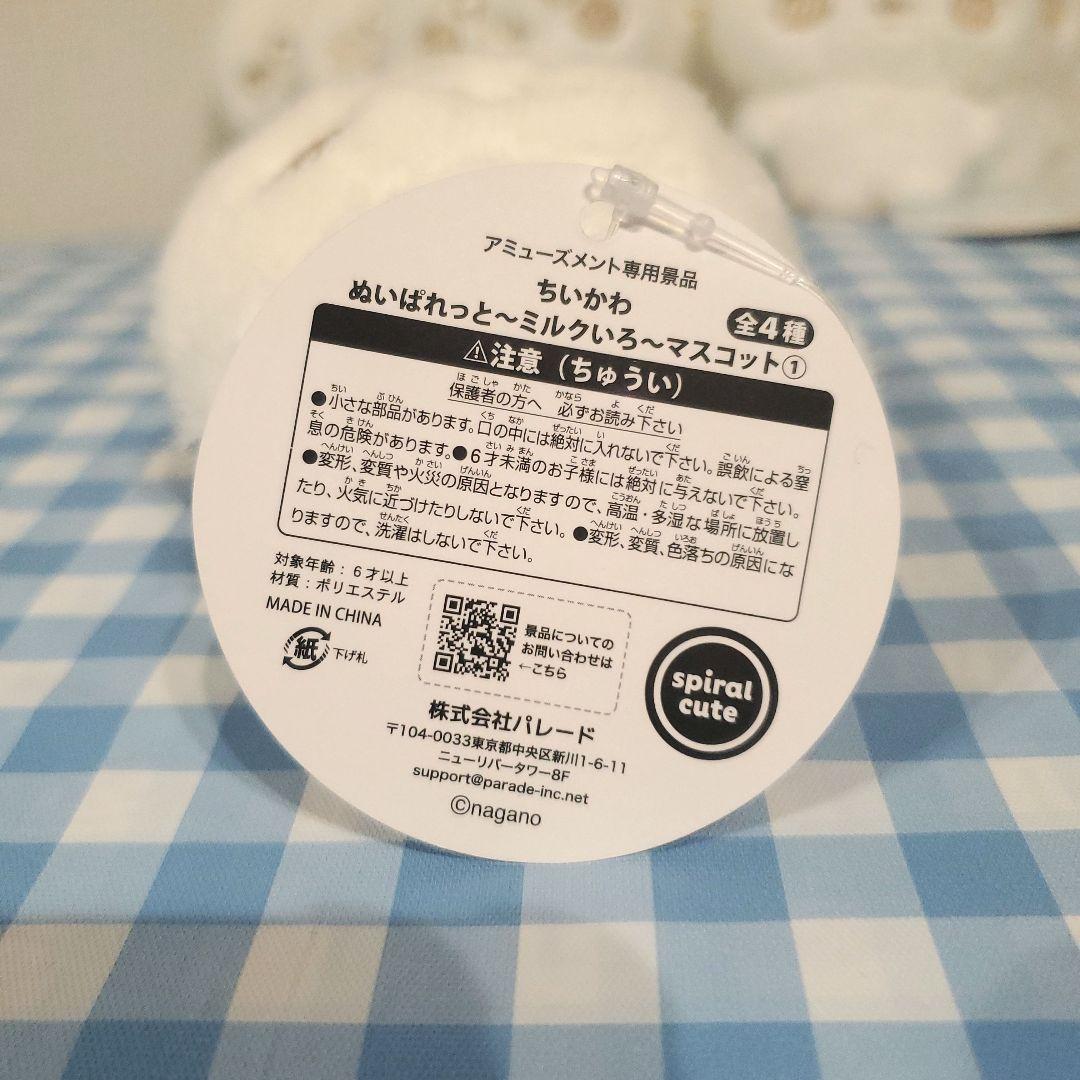 アミューズメント専用景品
ちいかわ
ぬいぱれっと〜ミルクいろ〜マスコット①
全4種
⚠注意（ちゅうい）
保護者の方へ 必ずお読み下さい
●小さな部品があります。口の中には絶対に入れないで下さい。誤飲による窒
息の危険があります。●6才未満のお子様には絶対に与えないで下さい。
●変形、変質や火災の原因となりますので、高温・多湿な場所に放置し
たり、火気に近づけたりしないで下さい。●変形、変質、色落ちの原因にな
りますので、洗濯はしないで下さい。
対象年齢：6才以上
材質：ポリエステル
MADE IN CHINA
紙 下げ札
景品についての
お問い合わせは
←こちら
spiral
cute
株式会社パレード
〒104-0033東京都中央区新川1-6-11
ニューリバータワー8F
support@parade-inc.net
©nagano